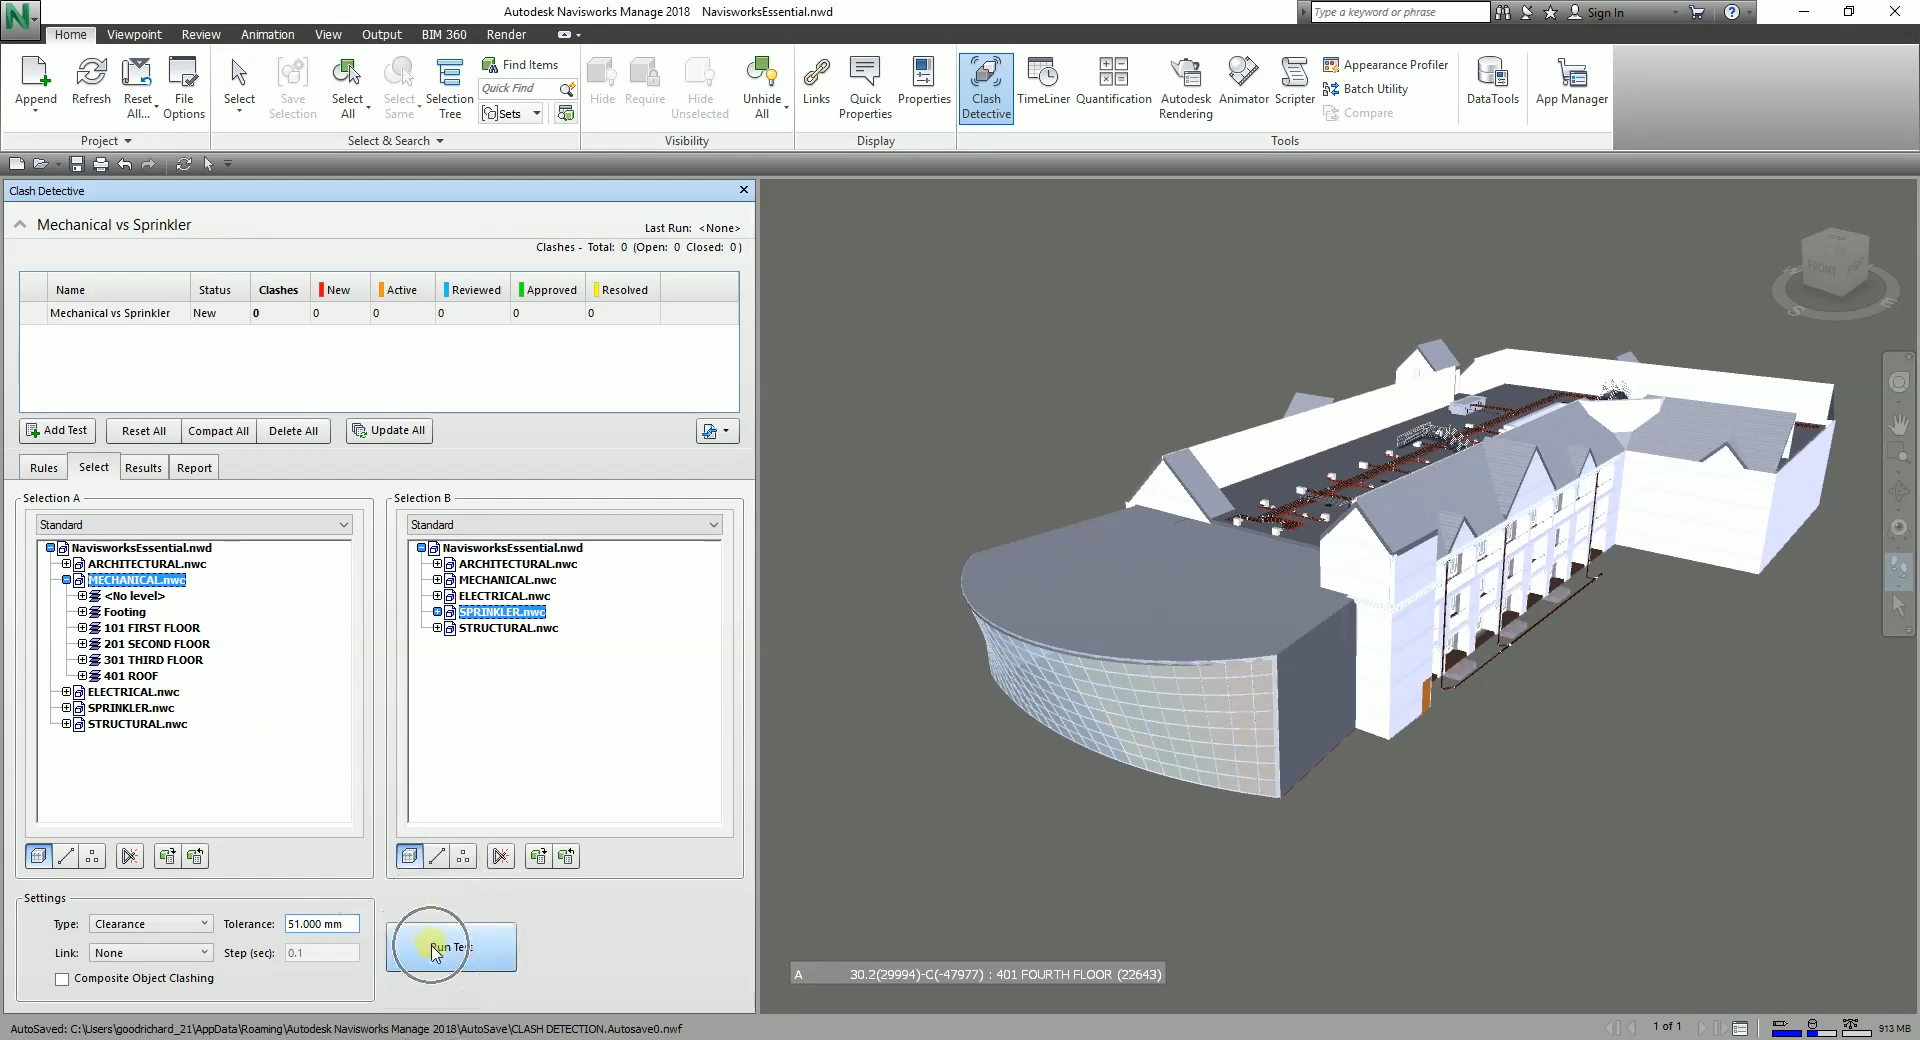 Autodesk Navisworks Manage 2018 NavisworksEssential.nwd
Type a keyword or phrase
Sign In
Home Viewpoint Review Animation View Output BIM 360 Render
Append
Refresh
Reset All...
File Options
Project
Select
Save Selection
Select All
Select Same
Selection Tree
Find Items
Quick Find
Sets
Select & Search
Hide
Require
Hide Unselected
Unhide All
Visibility
Links
Quick Properties
Properties
Display
Clash Detective
TimeLiner
Quantification
Autodesk Rendering
Animator
Scripter
Appearance Profiler
Batch Utility
Compare
Tools
DataTools
App Manager
Clash Detective
Mechanical vs Sprinkler
Last Run: <None>
Clashes - Total: 0 (Open: 0 Closed: 0 )
Name Status Clashes New Active Reviewed Approved Resolved
Mechanical vs Sprinkler New 0 0 0 0 0 0
Add Test Reset All Compact All Delete All Update All
Rules Select Results Report
Selection A
Standard
NavisworksEssential.nwd
ARCHITECTURAL.nwc
MECHANICAL.nwc
<No level>
Footing
101 FIRST FLOOR
201 SECOND FLOOR
301 THIRD FLOOR
401 ROOF
ELECTRICAL.nwc
SPRINKLER.nwc
STRUCTURAL.nwc
Selection B
Standard
NavisworksEssential.nwd
ARCHITECTURAL.nwc
MECHANICAL.nwc
ELECTRICAL.nwc
SPRINKLER.nwc
STRUCTURAL.nwc
Settings
Type: Clearance Tolerance: 51.000 mm
Link: None Step (sec): 0.1
Composite Object Clashing
Run Test
FRONT
S
E
A 30.2(29994)-C(-47977) : 401 FOURTH FLOOR (22643)
AutoSaved: C:\Users\goodrichard_21\AppData\Roaming\Autodesk Navisworks Manage 2018\AutoSave\CLASH DETECTION.Autosave0.nwf
1 of 1
913 MB